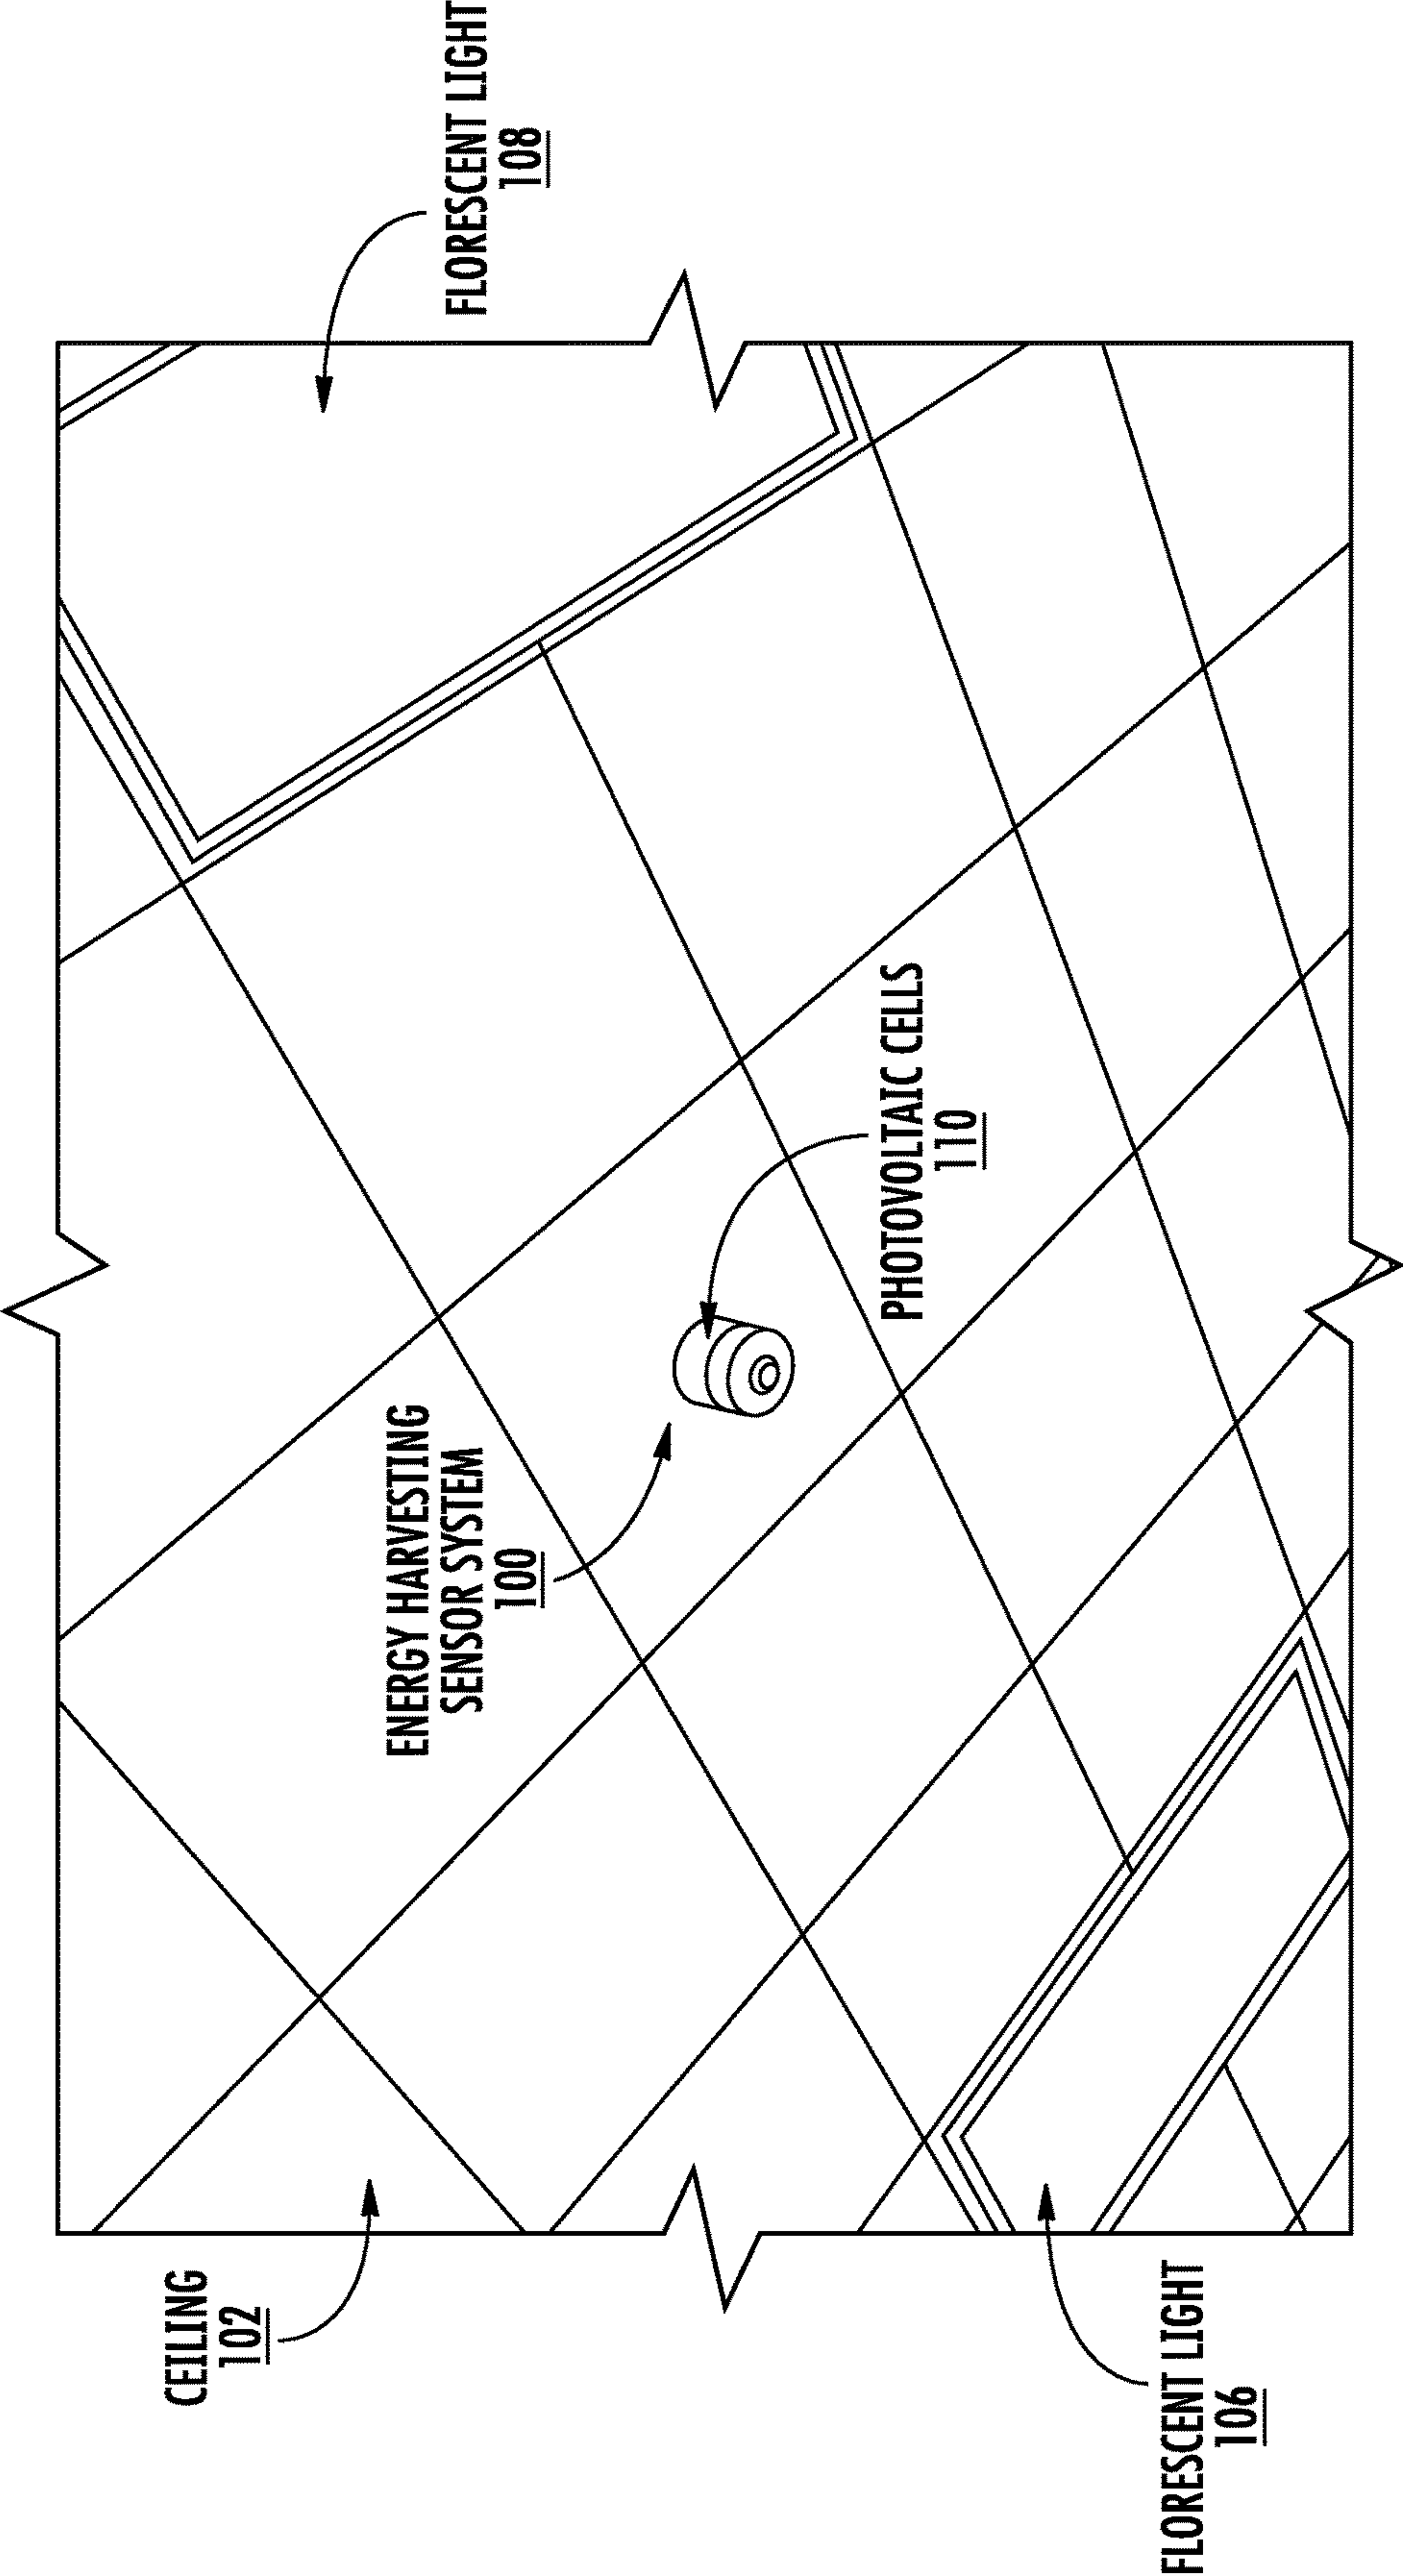 CEILING
102
ENERGY HARVESTING
SENSOR SYSTEM
100
FLORESCENT LIGHT
108
PHOTOVOLTAIC CELLS
110
FLORESCENT LIGHT
106